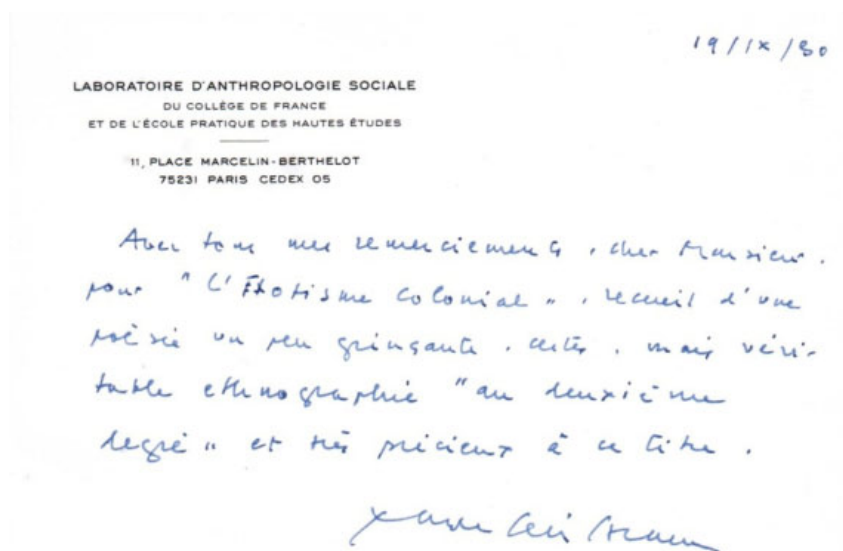 19/IX/80
LABORATOIRE D'ANTHROPOLOGIE SOCIALE
DU COLLÈGE DE FRANCE
ET DE L'ÉCOLE PRATIQUE DES HAUTES ÉTUDES
11, PLACE MARCELIN-BERTHELOT
75231 PARIS CEDEX 05
Avec tous mes remerciements, cher Monsieur,
pour "L'Exotisme colonial", recueil d'une
poésie un peu grinçante, certes, mais véri-
table ethnographie "au deuxième
degré" et très précieux à ce titre.